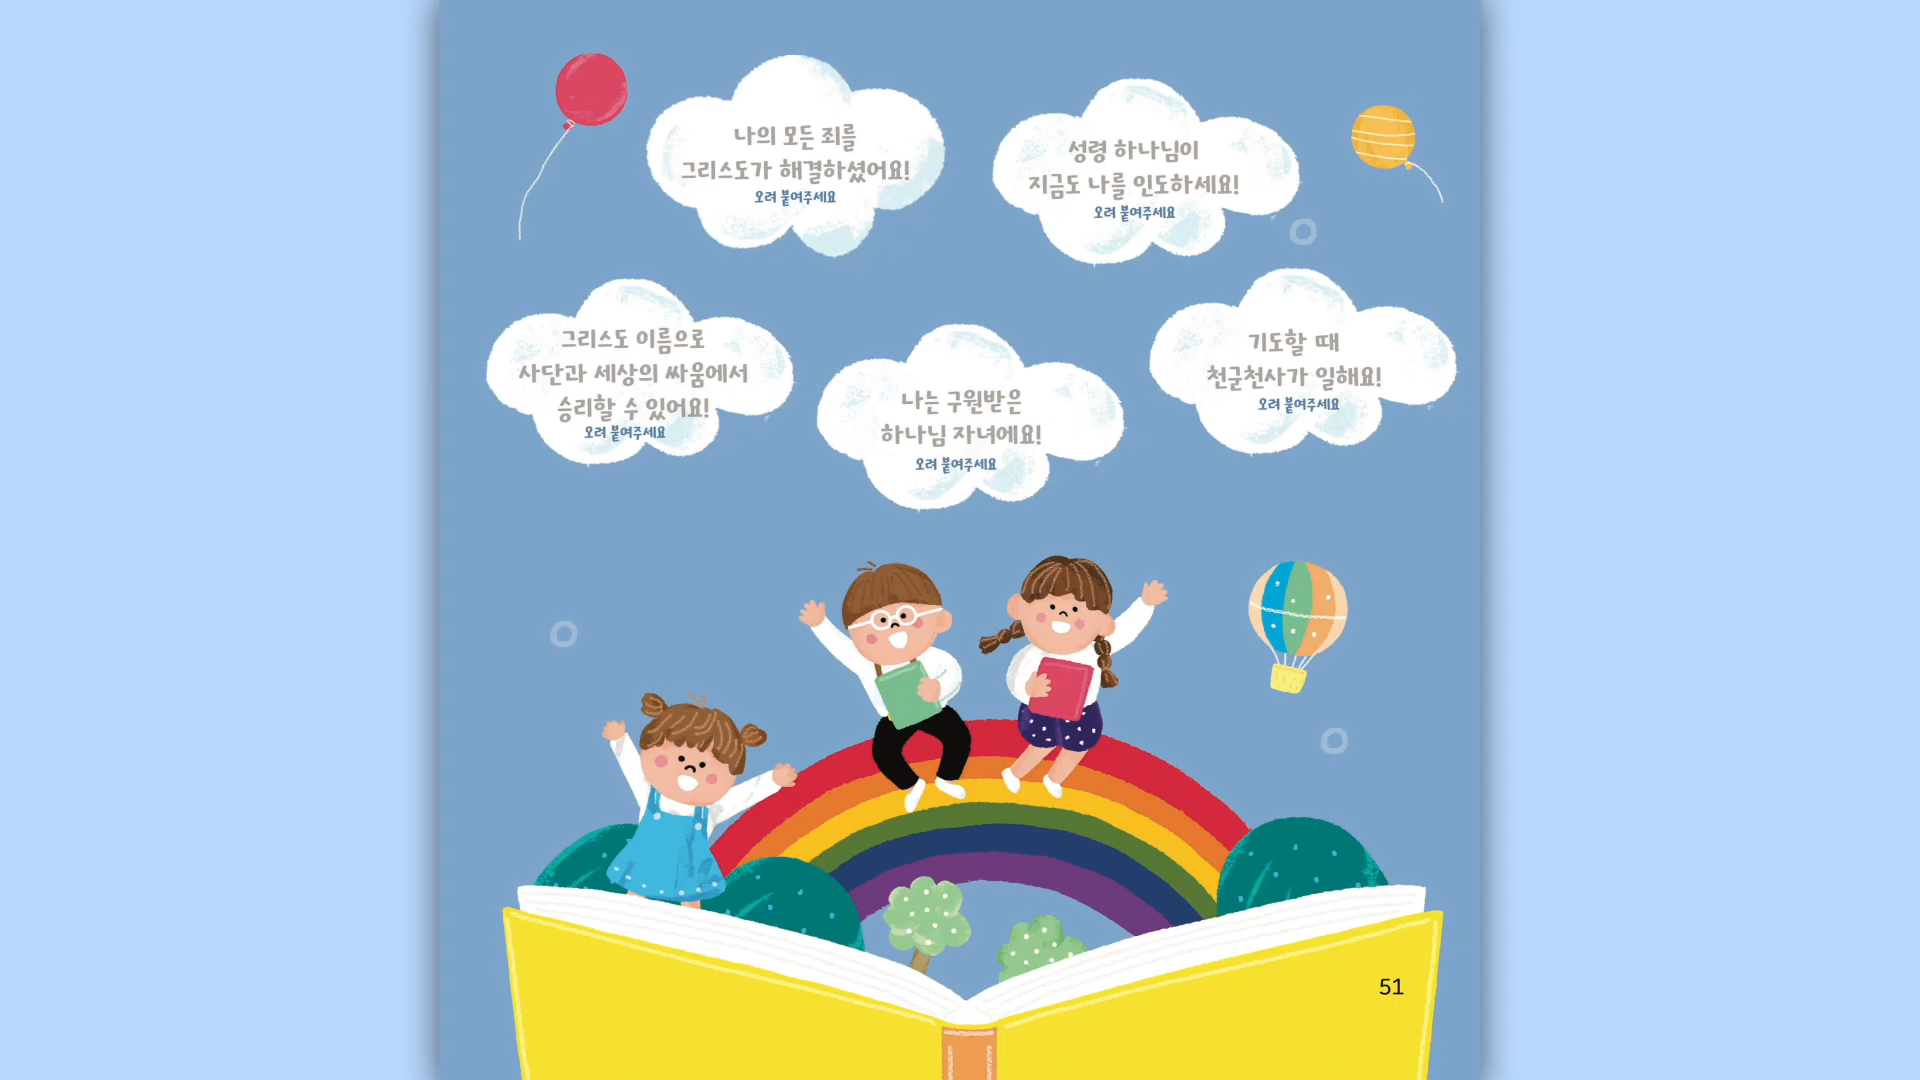 나의 모든 죄를
그리스도가 해결하셨어요!
오려 붙여주세요
성령 하나님이
지금도 나를 인도하세요!
오려 붙여주세요
그리스도 이름으로
사단과 세상의 싸움에서
승리할 수 있어요!
오려 붙여주세요
나는 구원받은
하나님 자녀에요!
오려 붙여주세요
기도할 때
천군천사가 일해요!
오려 붙여주세요
51